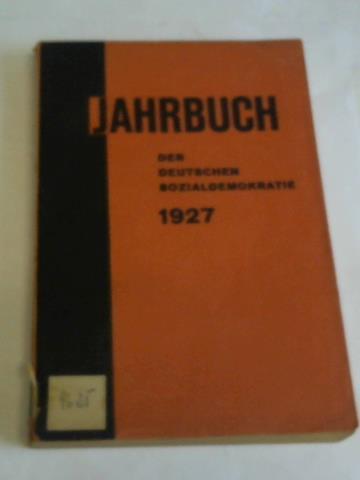 JAHRBUCH
DER
DEUTSCHEN
SOZIALDEMOKRATIE
1927